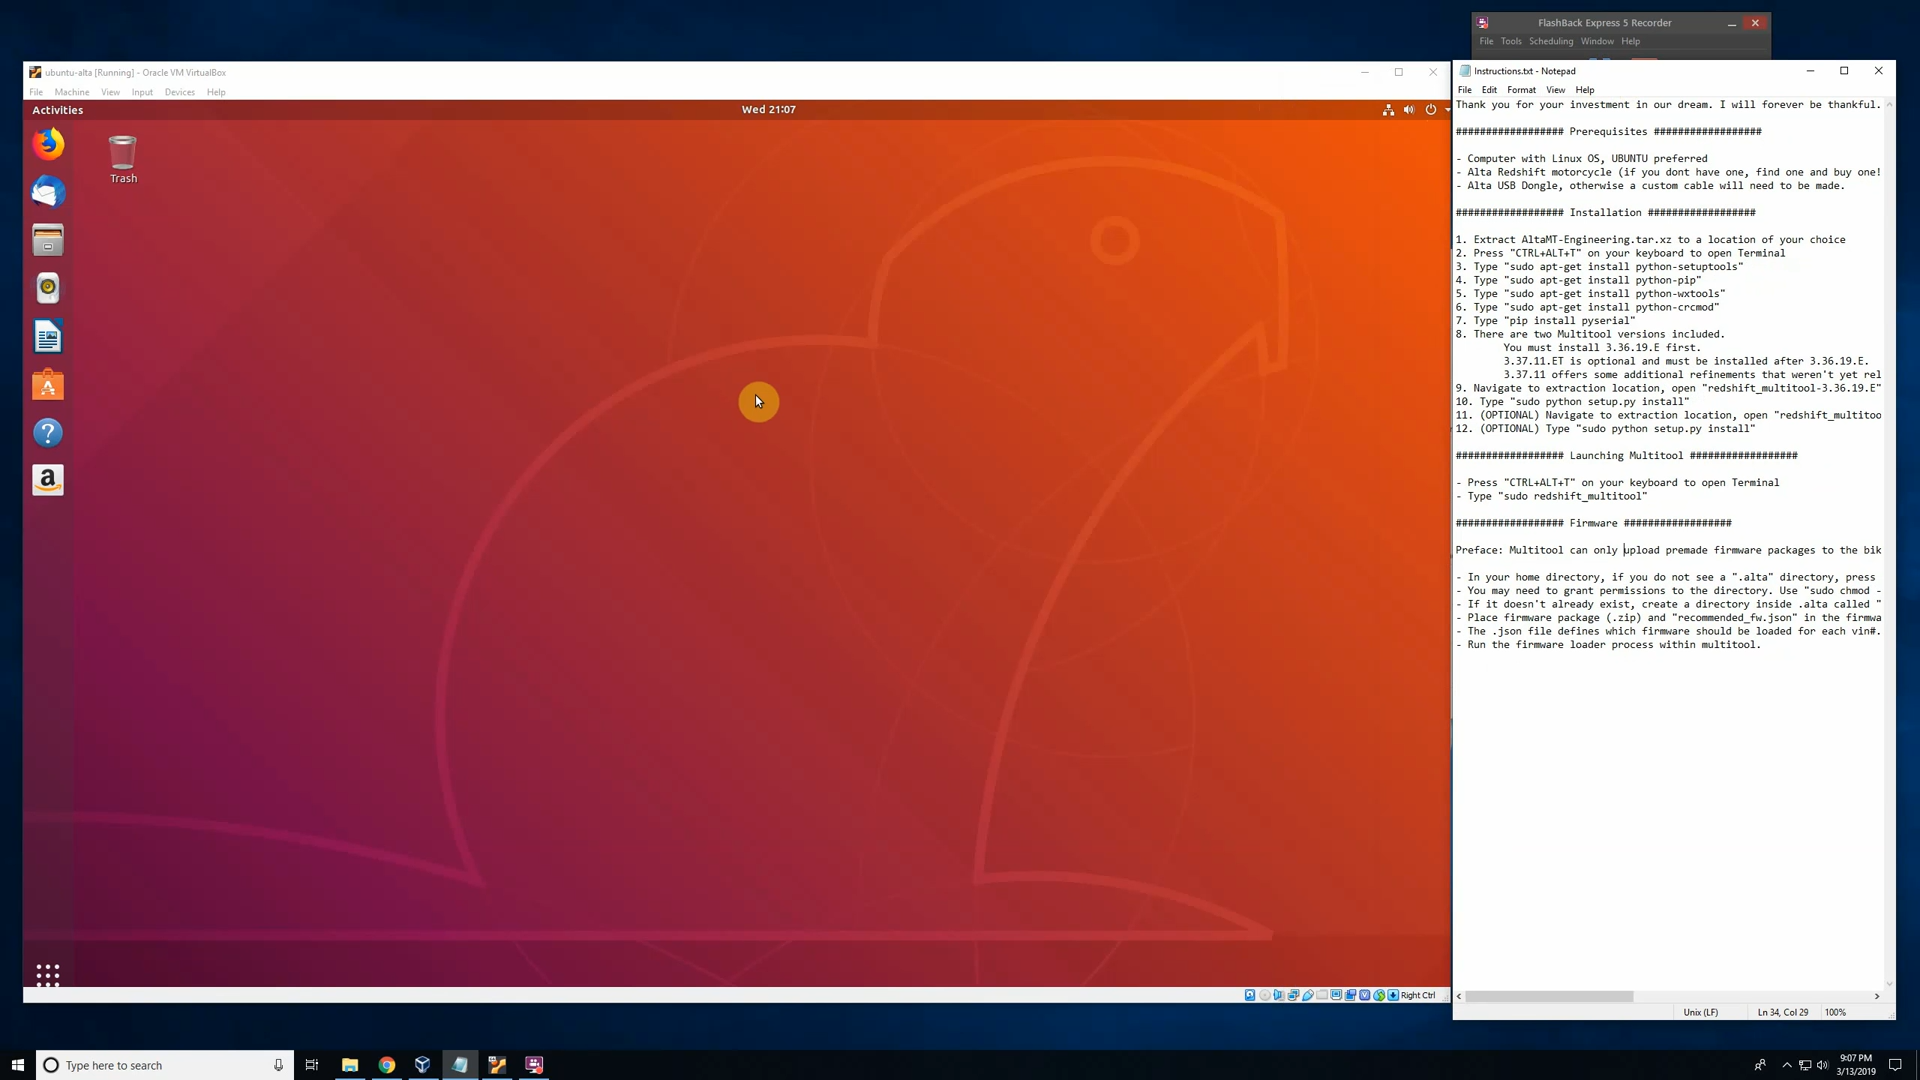 FlashBack Express 5 Recorder
File Tools Scheduling Window Help
ubuntu-alta [Running] - Oracle VM VirtualBox
File Machine View Input Devices Help
Activities
Wed 21:07
Trash
a
Right Ctrl
Instructions.txt - Notepad
File Edit Format View Help
Thank you for your investment in our dream. I will forever be thankful.
################## Prerequisites ##################
- Computer with Linux OS, UBUNTU preferred
- Alta Redshift motorcycle (if you dont have one, find one and buy one!
- Alta USB Dongle, otherwise a custom cable will need to be made.
################## Installation ##################
1. Extract AltaMT-Engineering.tar.xz to a location of your choice
2. Press "CTRL+ALT+T" on your keyboard to open Terminal
3. Type "sudo apt-get install python-setuptools"
4. Type "sudo apt-get install python-pip"
5. Type "sudo apt-get install python-wxtools"
6. Type "sudo apt-get install python-crcmod"
7. Type "pip install pyserial"
8. There are two Multitool versions included.
You must install 3.36.19.E first.
3.37.11.ET is optional and must be installed after 3.36.19.E.
3.37.11 offers some additional refinements that weren't yet rel
9. Navigate to extraction location, open "redshift_multitool-3.36.19.E"
10. Type "sudo python setup.py install"
11. (OPTIONAL) Navigate to extraction location, open "redshift_multitoo
12. (OPTIONAL) Type "sudo python setup.py install"
################## Launching Multitool ##################
- Press "CTRL+ALT+T" on your keyboard to open Terminal
- Type "sudo redshift_multitool"
################## Firmware ##################
Preface: Multitool can only upload premade firmware packages to the bik
- In your home directory, if you do not see a ".alta" directory, press
- You may need to grant permissions to the directory. Use "sudo chmod -
- If it doesn't already exist, create a directory inside .alta called "
- Place firmware package (.zip) and "recommended_fw.json" in the firmwa
- The .json file defines which firmware should be loaded for each vin#.
- Run the firmware loader process within multitool.
Unix (LF) Ln 34, Col 29 100%
Type here to search
9:07 PM
3/13/2019